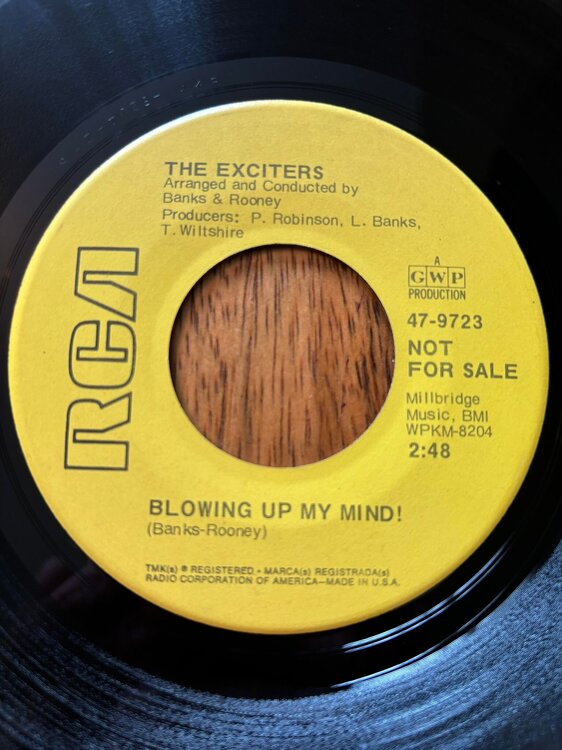 THE EXCITERS
Arranged and Conducted by
Banks & Rooney
Producers: P. Robinson, L. Banks,
T. Wiltshire
RCA
A
GWP
PRODUCTION
47-9723
NOT
FOR SALE
Millbridge
Music, BMI
WPKM-8204
2:48
BLOWING UP MY MIND!
(Banks-Rooney)
TMK(s) ® REGISTERED • MARCA(s) REGISTRADA(s)
RADIO CORPORATION OF AMERICA—MADE IN U.S.A.